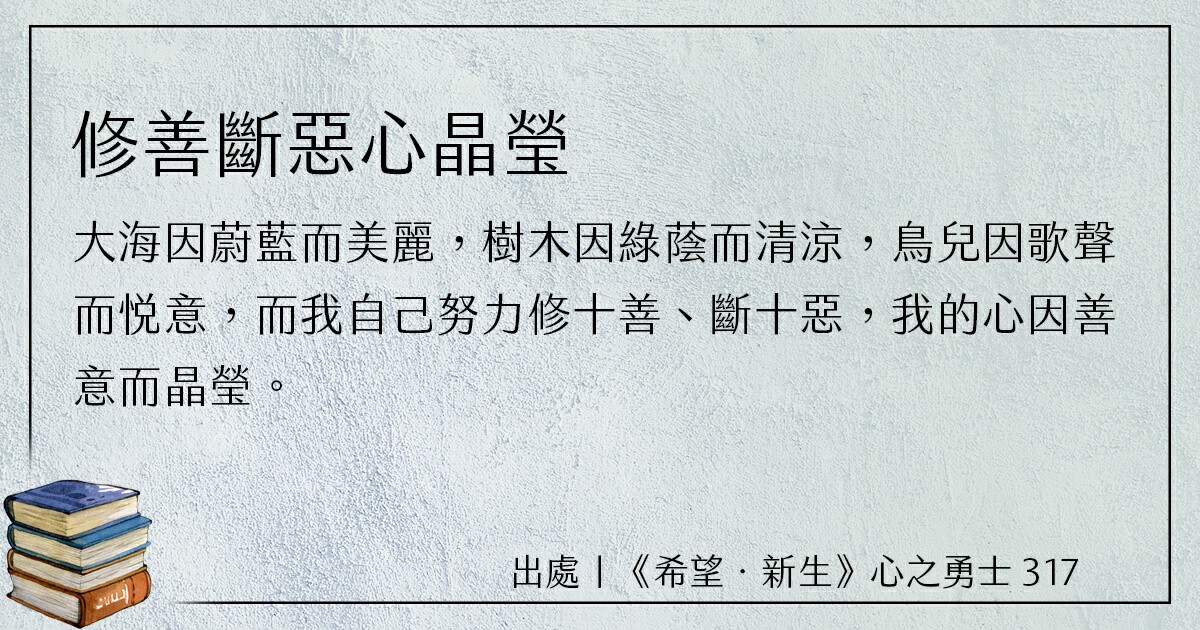 修善斷惡心晶瑩
大海因蔚藍而美麗，樹木因綠蔭而清涼，鳥兒因歌聲
而悅意，而我自己努力修十善、斷十惡，我的心因善
意而晶瑩。
出處｜《希望．新生》心之勇士 317